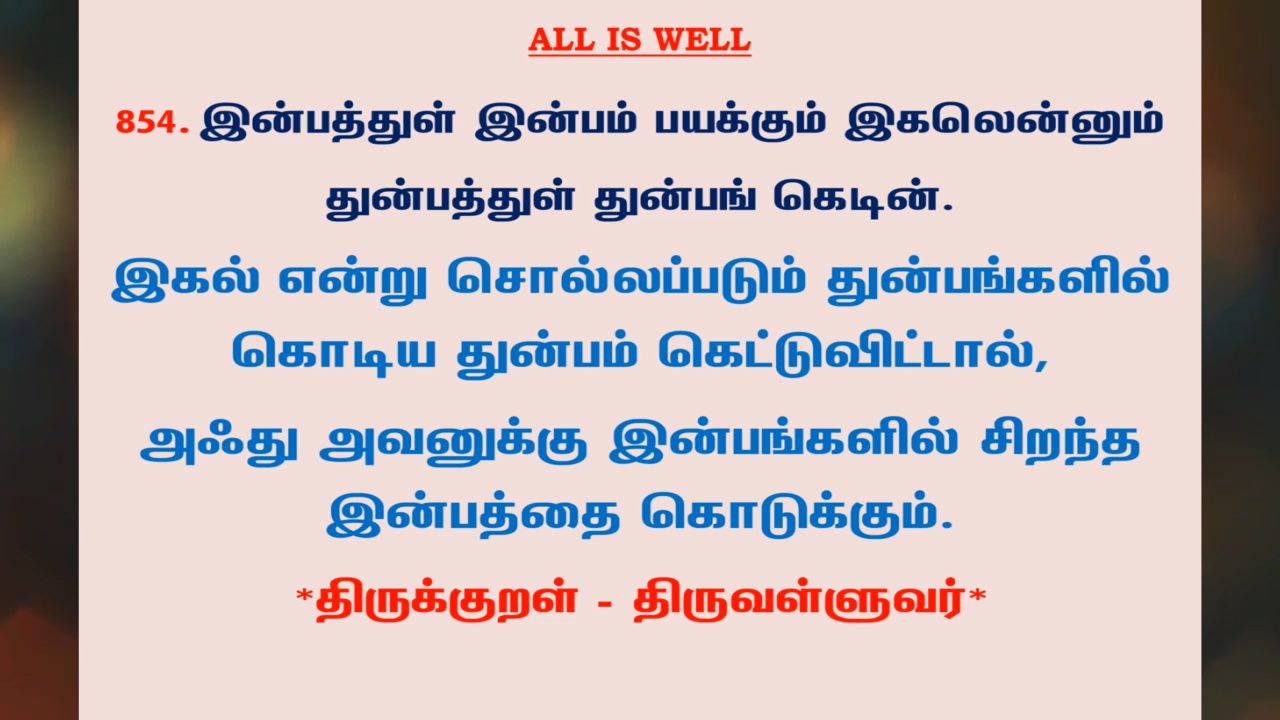 ALL IS WELL
854. இன்பத்துள் இன்பம் பயக்கும் இகலென்னும்
துன்பத்துள் துன்பங் கெடின்.
இகல் என்று சொல்லப்படும் துன்பங்களில்
கொடிய துன்பம் கெட்டுவிட்டால்,
அஃது அவனுக்கு இன்பங்களில் சிறந்த
இன்பத்தை கொடுக்கும்.
*திருக்குறள் - திருவள்ளுவர்*